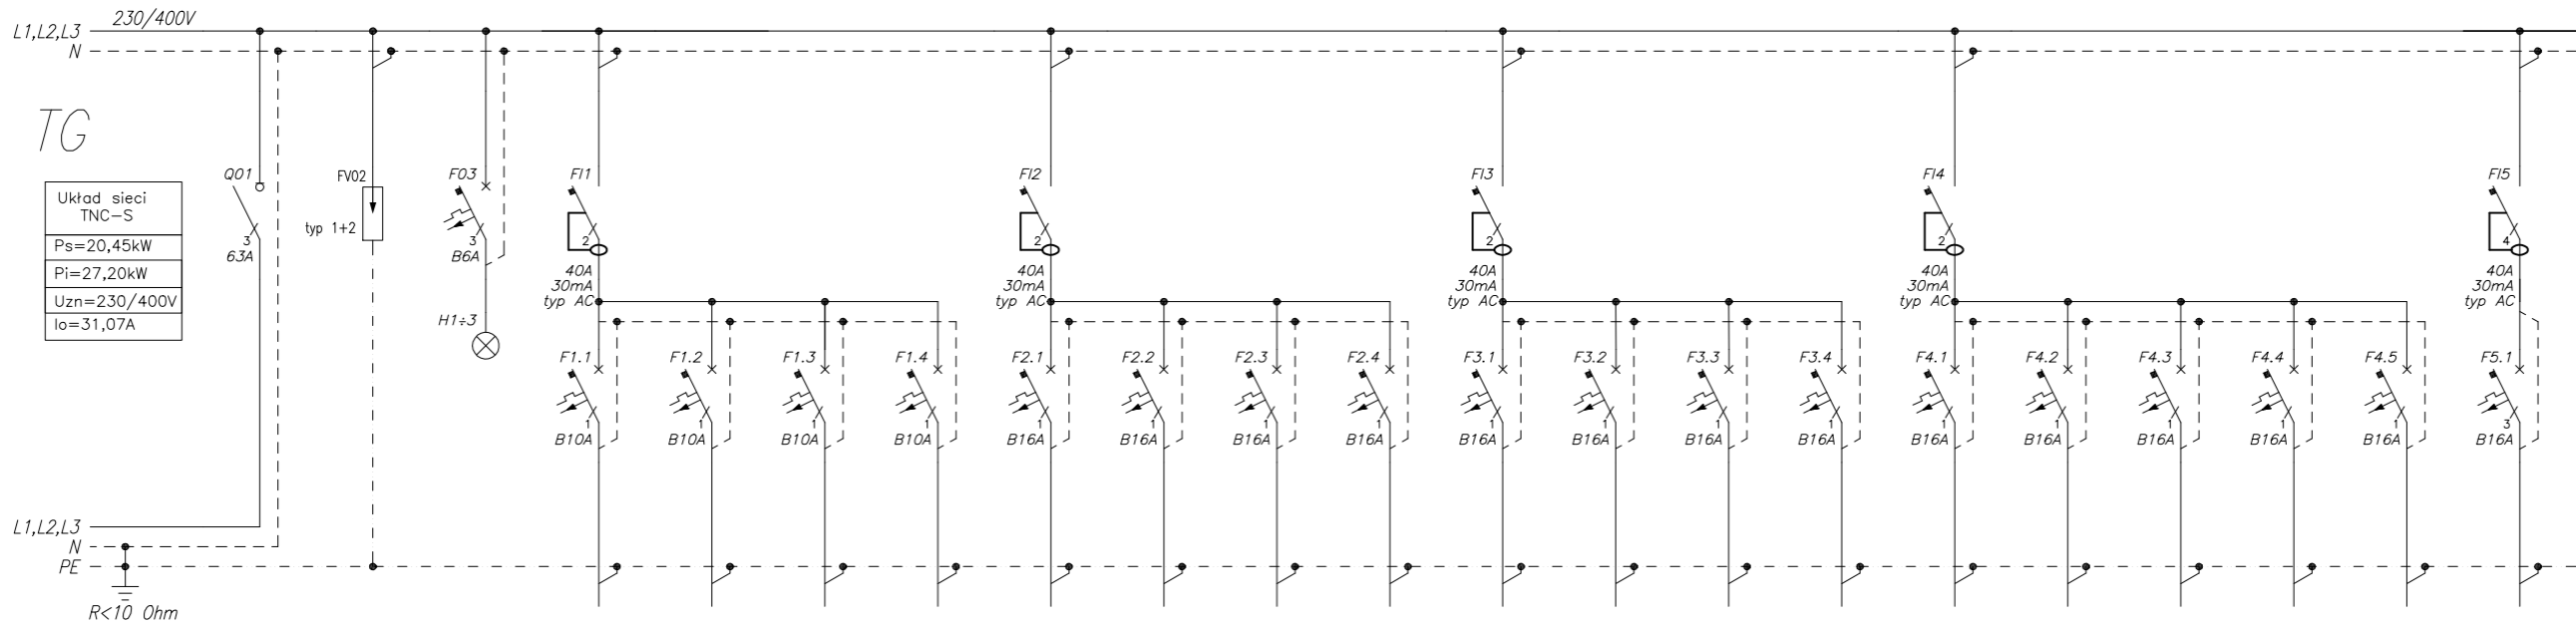 230/400V
L1,L2,L3
N
TG
Układ sieci
TNC-S
Ps=20,45kW
Pi=27,20kW
Uzn=230/400V
Io=31,07A
Q01
3
63A
FV02
typ 1+2
F03
3
B6A
H1÷3
FI1
2
40A
30mA
typ AC
FI2
2
40A
30mA
typ AC
FI3
2
40A
30mA
typ AC
FI4
2
40A
30mA
typ AC
FI5
4
40A
30mA
typ AC
F1.1
1
B10A
F1.2
1
B10A
F1.3
1
B10A
F1.4
1
B10A
F2.1
1
B16A
F2.2
1
B16A
F2.3
1
B16A
F2.4
1
B16A
F3.1
1
B16A
F3.2
1
B16A
F3.3
1
B16A
F3.4
1
B16A
F4.1
1
B16A
F4.2
1
B16A
F4.3
1
B16A
F4.4
1
B16A
F4.5
1
B16A
F5.1
3
B16A
L1,L2,L3
N
PE
R<10 Ohm